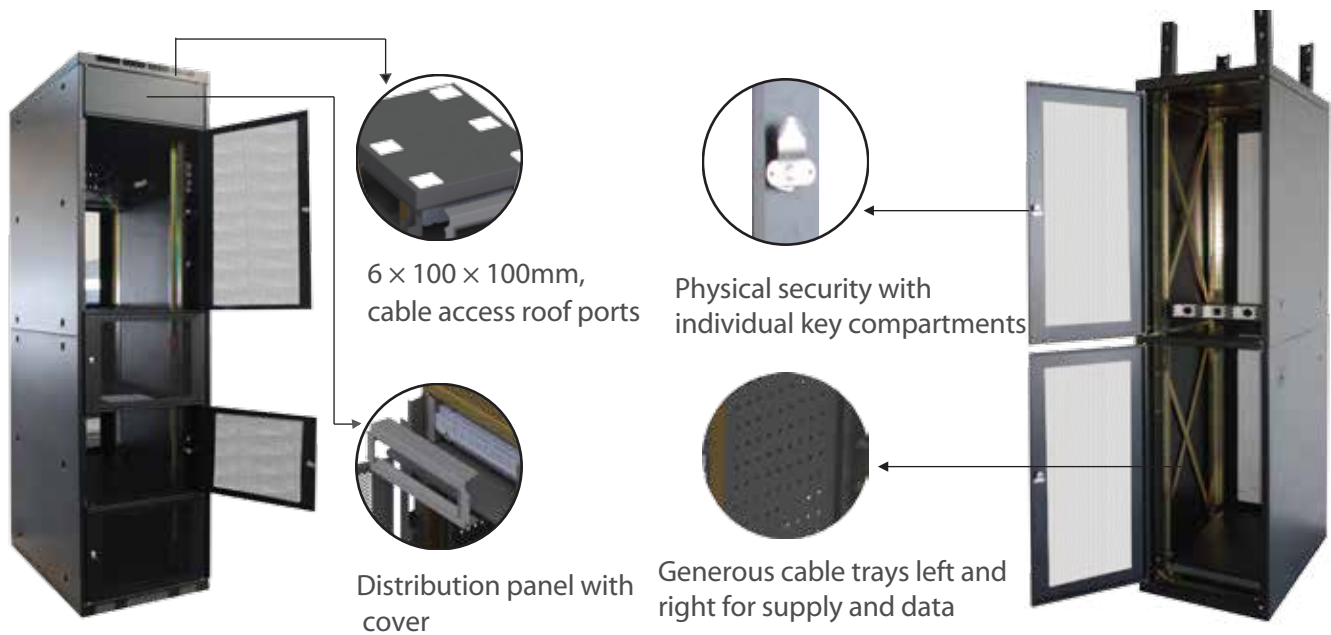 6 × 100 × 100mm,
cable access roof ports
Physical security with
individual key compartments
Distribution panel with
cover
Generous cable trays left and
right for supply and data